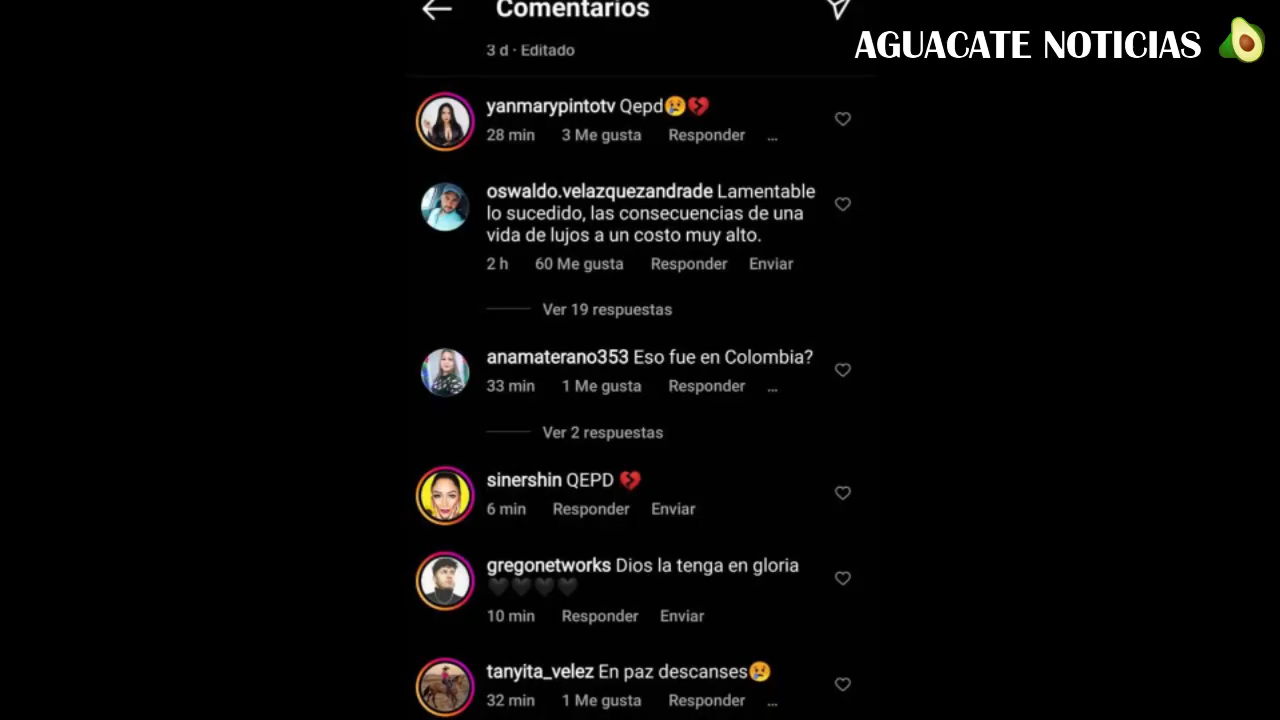 Comentarios
AGUACATE NOTICIAS
3 d · Editado
yanmarypintotv Qepd😢💔
28 min 3 Me gusta Responder ...
oswaldo.velazquezandrade Lamentable
lo sucedido, las consecuencias de una
vida de lujos a un costo muy alto.
2 h 60 Me gusta Responder Enviar
Ver 19 respuestas
anamaterano353 Eso fue en Colombia?
33 min 1 Me gusta Responder ...
Ver 2 respuestas
sinershin QEPD 💔
6 min Responder Enviar
gregonetworks Dios la tenga en gloria
🖤🖤🖤🖤
10 min Responder Enviar
tanyita_velez En paz descanses😢
32 min 1 Me gusta Responder ...